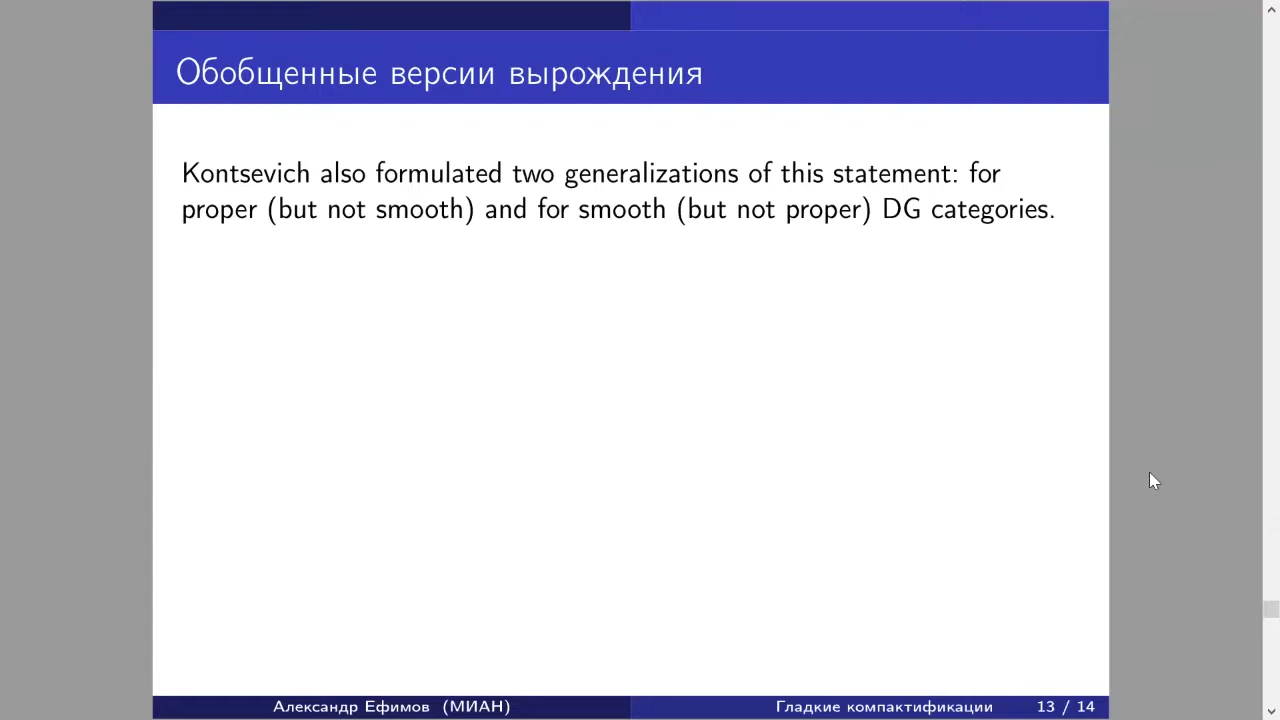 Обобщенные версии вырождения
Kontsevich also formulated two generalizations of this statement: for
proper (but not smooth) and for smooth (but not proper) DG categories.
Александр Ефимов (МИАН)
Гладкие компактификации
13 / 14